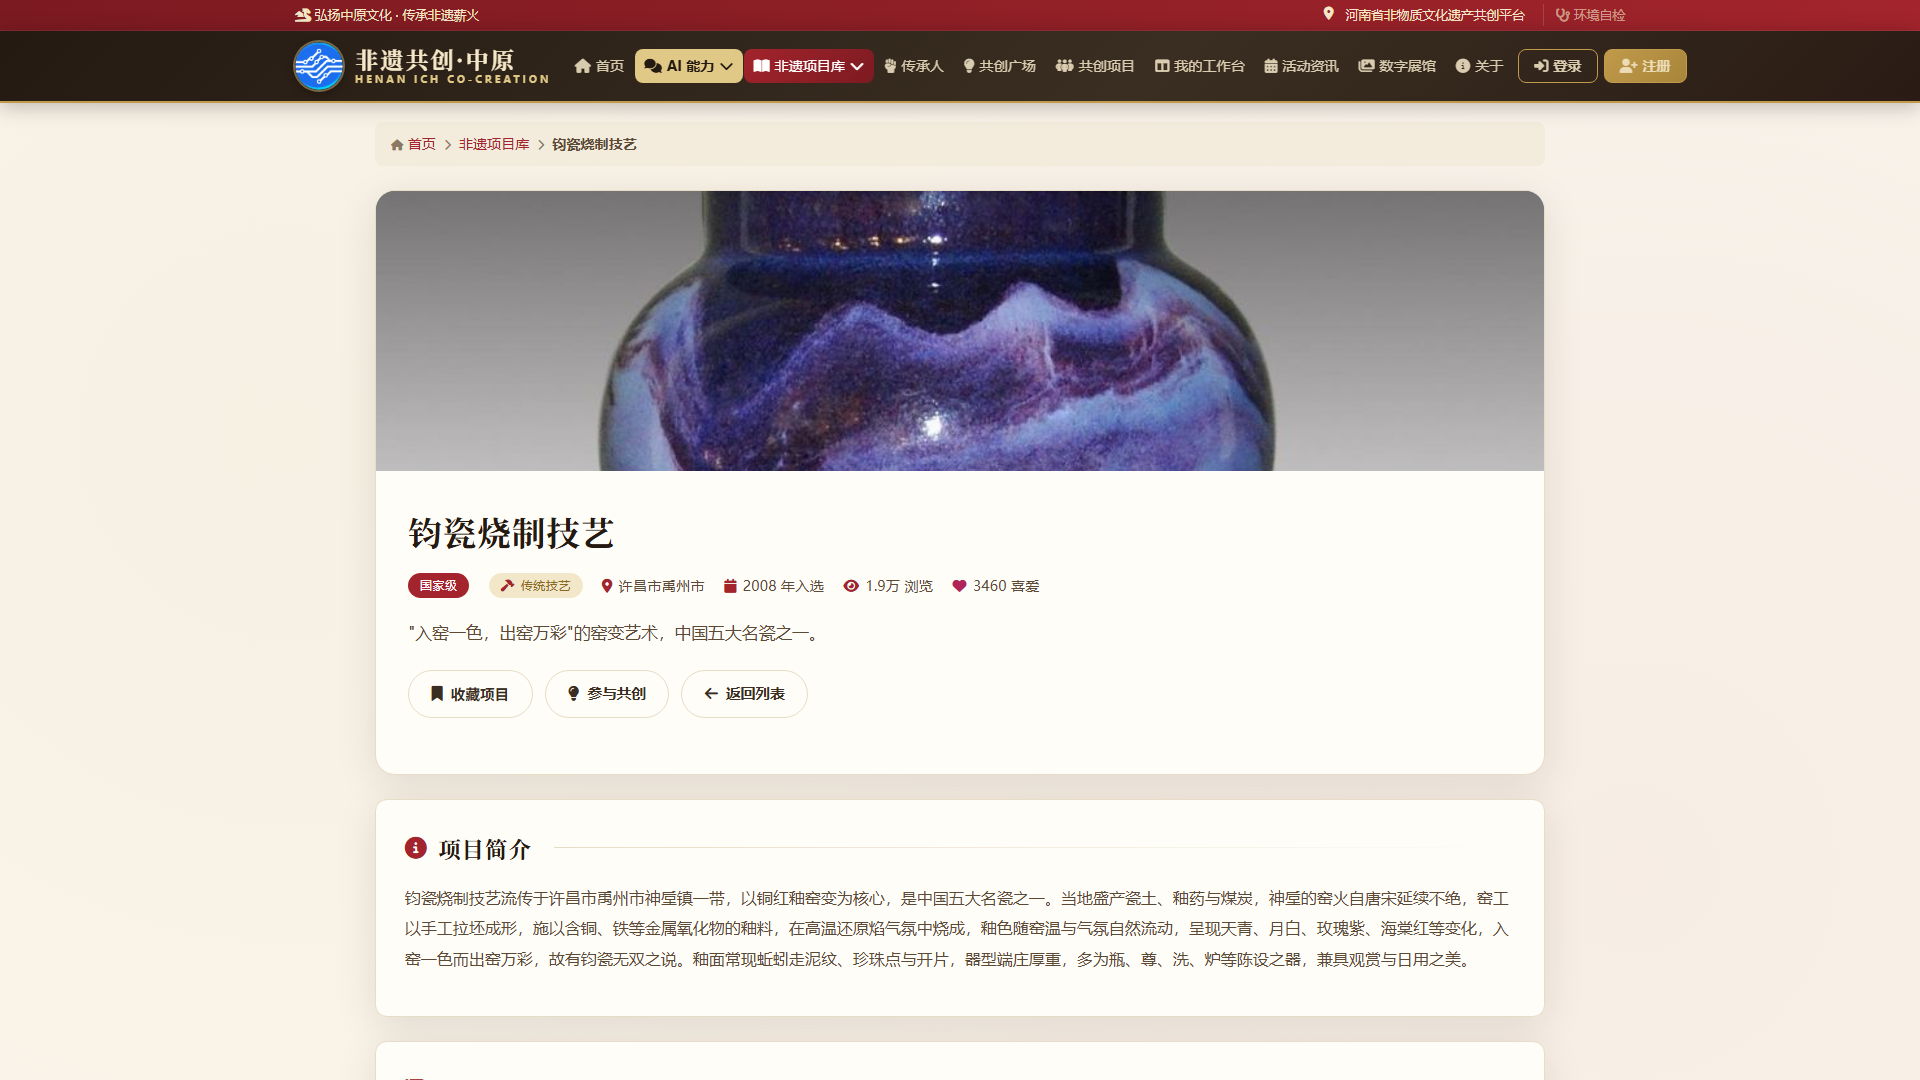 弘扬中原文化 · 传承非遗薪火
河南省非物质文化遗产共创平台
环境自检
非遗共创·中原
HENAN ICH CO-CREATION
首页
AI 能力
非遗项目库
传承人
共创广场
共创项目
我的工作台
活动资讯
数字展馆
关于
登录
注册
首页 > 非遗项目库 > 钧瓷烧制技艺
钧瓷烧制技艺
国家级
传统技艺
许昌市禹州市
2008 年入选
1.9万 浏览
3460 喜爱
"入窑一色，出窑万彩"的窑变艺术，中国五大名瓷之一。
收藏项目
参与共创
返回列表
项目简介
钧瓷烧制技艺流传于许昌市禹州市神垕镇一带，以铜红釉窑变为核心，是中国五大名瓷之一。当地盛产瓷土、釉药与煤炭，神垕的窑火自唐宋延续不绝，窑工
以手工拉坯成形，施以含铜、铁等金属氧化物的釉料，在高温还原焰气氛中烧成，釉色随窑温与气氛自然流动，呈现天青、月白、玫瑰紫、海棠红等变化，入
窑一色而出窑万彩，故有钧瓷无双之说。釉面常现蚯蚓走泥纹、珍珠点与开片，器型端庄厚重，多为瓶、尊、洗、炉等陈设之器，兼具观赏与日用之美。